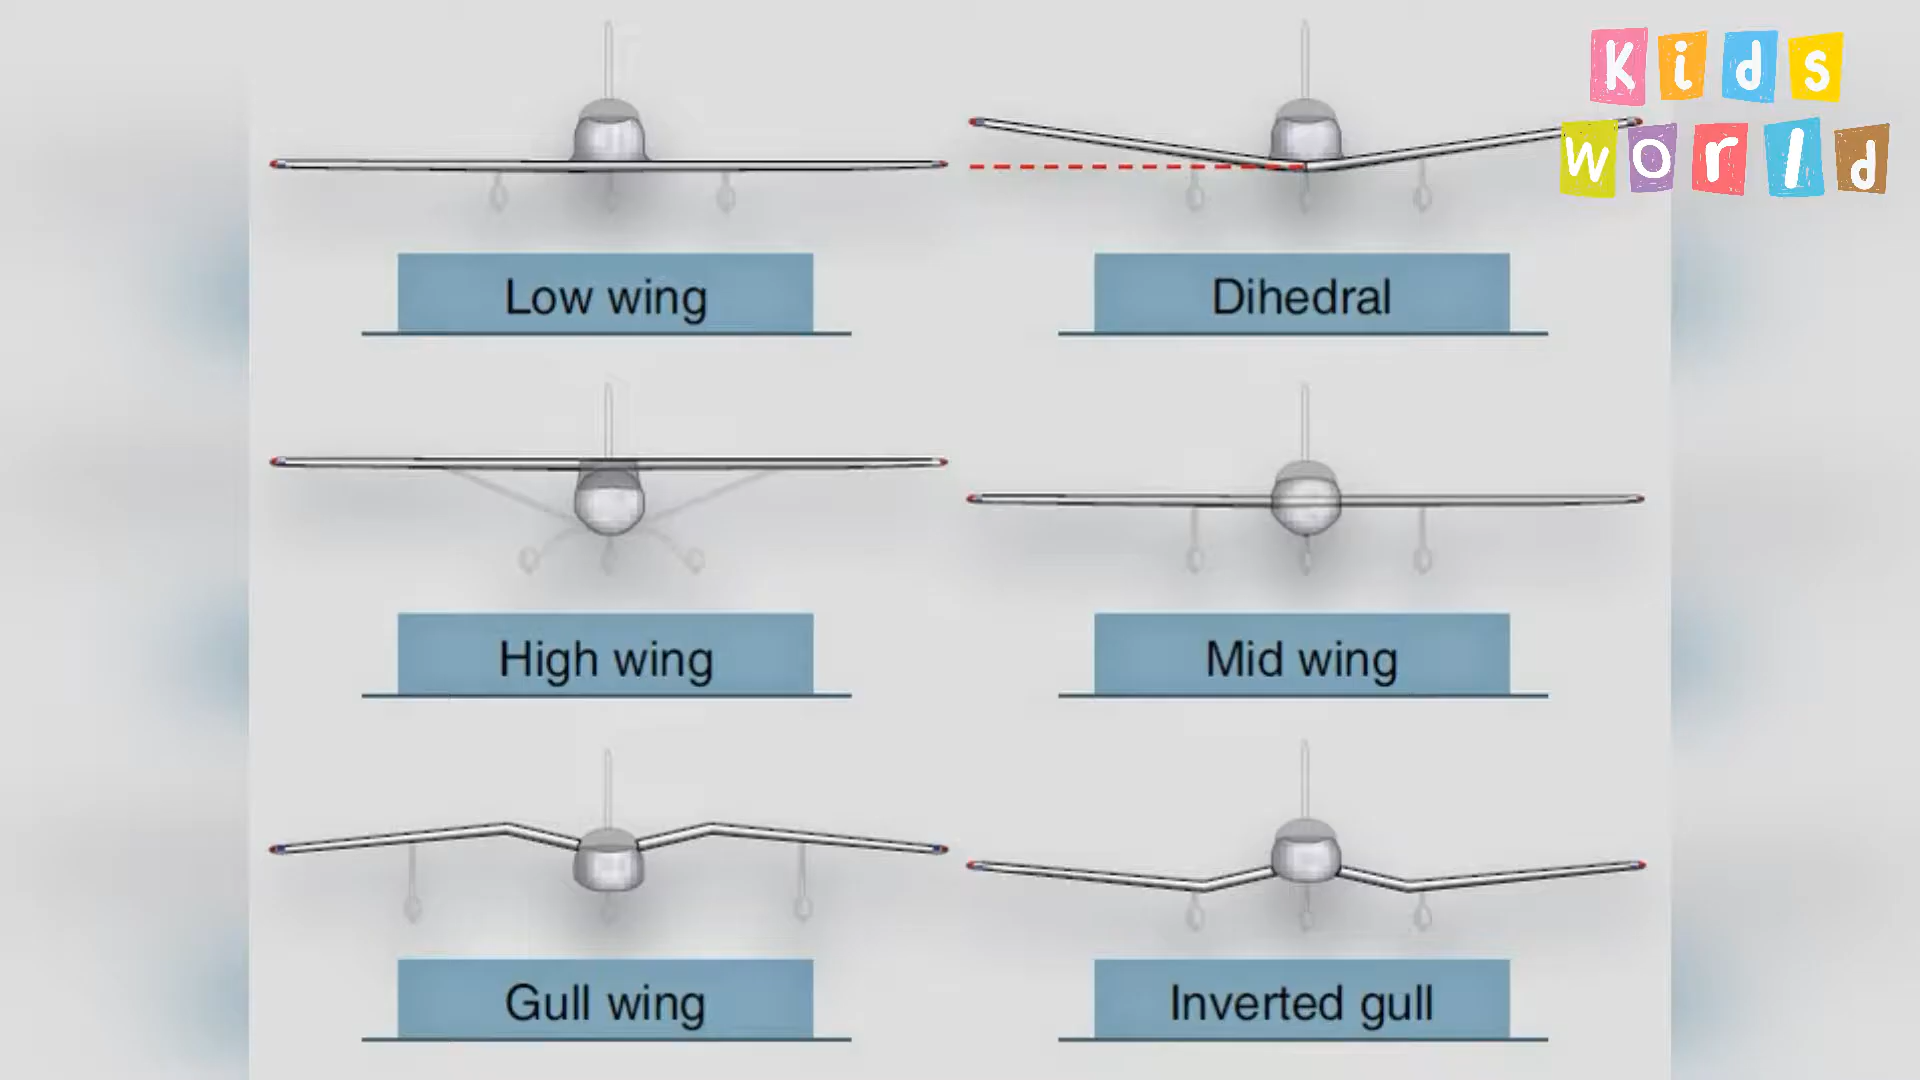 Kids
World
Low wing
Dihedral
High wing
Mid wing
Gull wing
Inverted gull